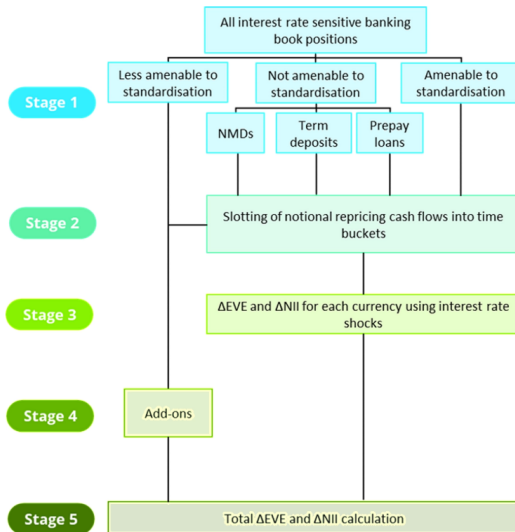 All interest rate sensitive banking
book positions
Less amenable to
standardisation
Not amenable to
standardisation
Amenable to
standardisation
Stage 1
NMDs
Term
deposits
Prepay
loans
Stage 2
Slotting of notional repricing cash flows into time
buckets
Stage 3
ΔEVE and ΔNII for each currency using interest rate
shocks
Stage 4
Add-ons
Stage 5
Total ΔEVE and ΔNII calculation